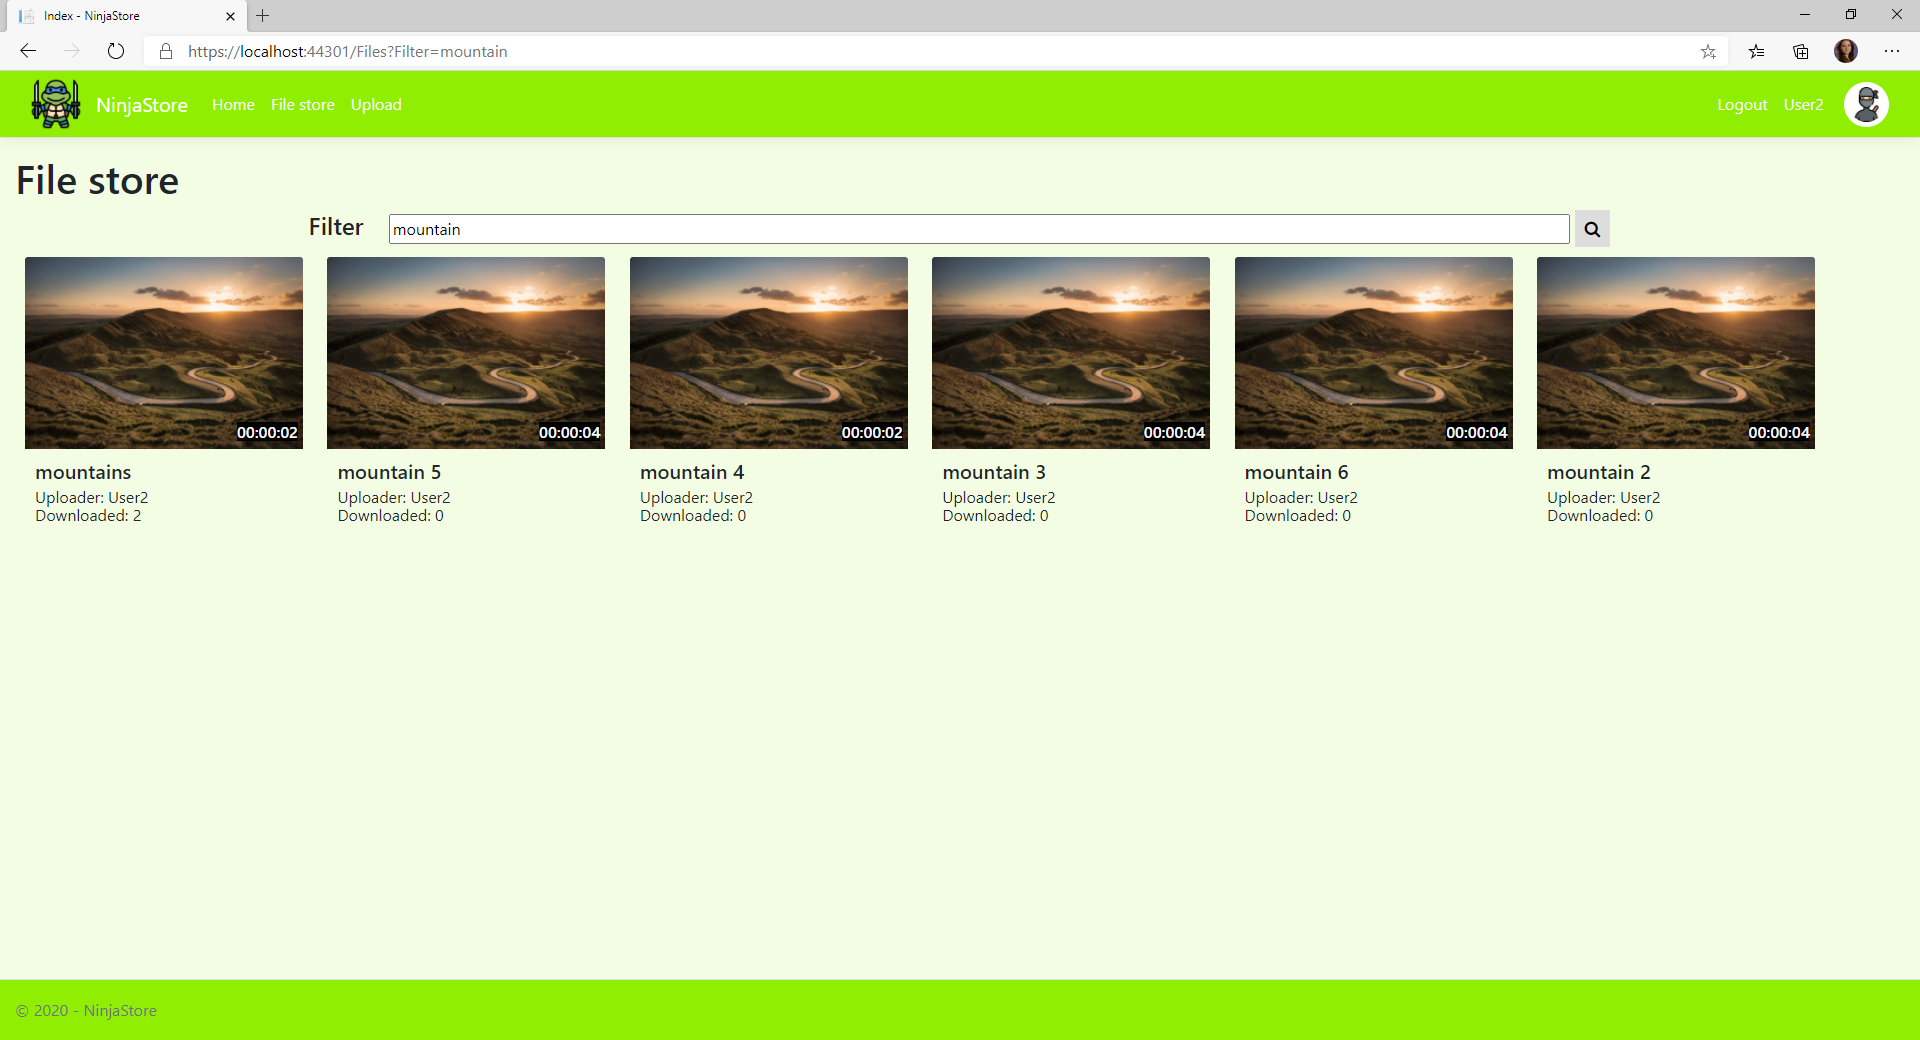 Index - NinjaStore
https://localhost:44301/Files?Filter=mountain
NinjaStore Home File store Upload Logout User2
File store
Filter mountain
00:00:02 00:00:04 00:00:02 00:00:04 00:00:04 00:00:04
mountains mountain 5 mountain 4 mountain 3 mountain 6 mountain 2
Uploader: User2 Uploader: User2 Uploader: User2 Uploader: User2 Uploader: User2 Uploader: User2
Downloaded: 2 Downloaded: 0 Downloaded: 0 Downloaded: 0 Downloaded: 0 Downloaded: 0
© 2020 - NinjaStore